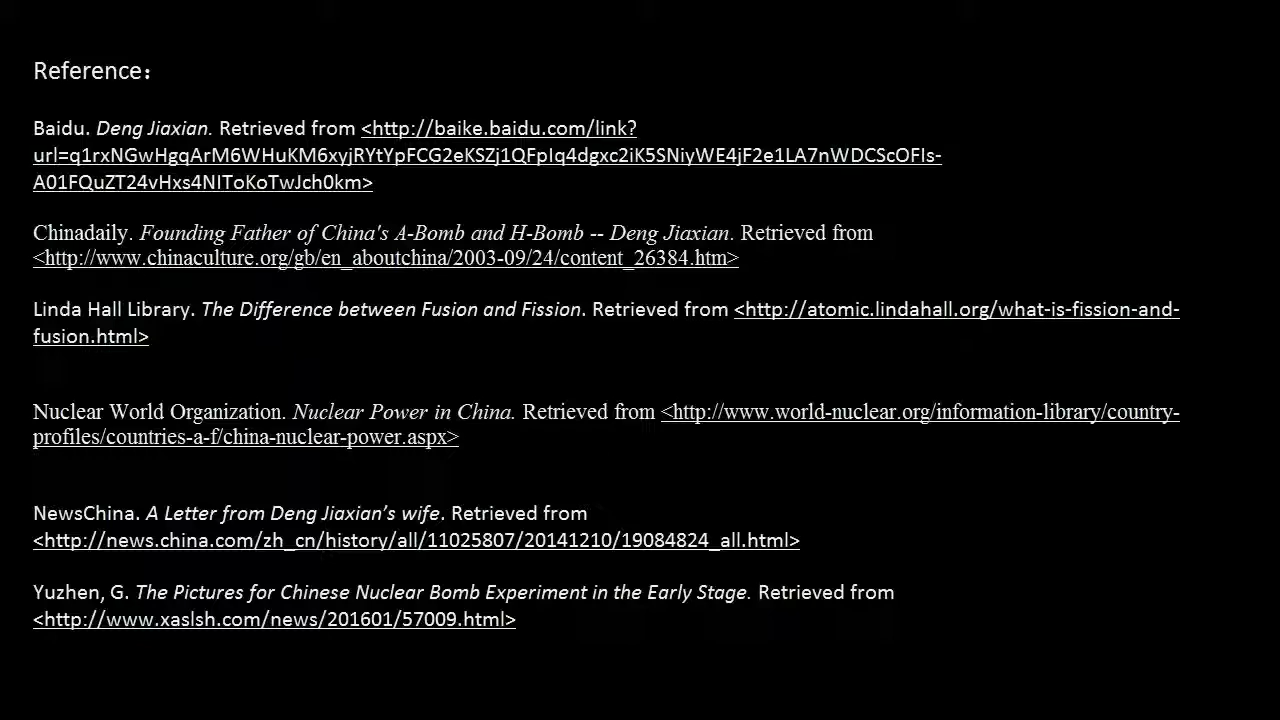 Reference：
Baidu. Deng Jiaxian. Retrieved from <http://baike.baidu.com/link?
url=q1rxNGwHgqArM6WHuKM6xyjRYtYpFCG2eKSZj1QFpIq4dgxc2iK5SNiyWE4jF2e1LA7nWDCScOFIs-
A01FQuZT24vHxs4NIToKoTwJch0km>
Chinadaily. Founding Father of China's A-Bomb and H-Bomb -- Deng Jiaxian. Retrieved from
<http://www.chinaculture.org/gb/en_aboutchina/2003-09/24/content_26384.htm>
Linda Hall Library. The Difference between Fusion and Fission. Retrieved from <http://atomic.lindahall.org/what-is-fission-and-
fusion.html>
Nuclear World Organization. Nuclear Power in China. Retrieved from <http://www.world-nuclear.org/information-library/country-
profiles/countries-a-f/china-nuclear-power.aspx>
NewsChina. A Letter from Deng Jiaxian’s wife. Retrieved from
<http://news.china.com/zh_cn/history/all/11025807/20141210/19084824_all.html>
Yuzhen, G. The Pictures for Chinese Nuclear Bomb Experiment in the Early Stage. Retrieved from
<http://www.xaslsh.com/news/201601/57009.html>